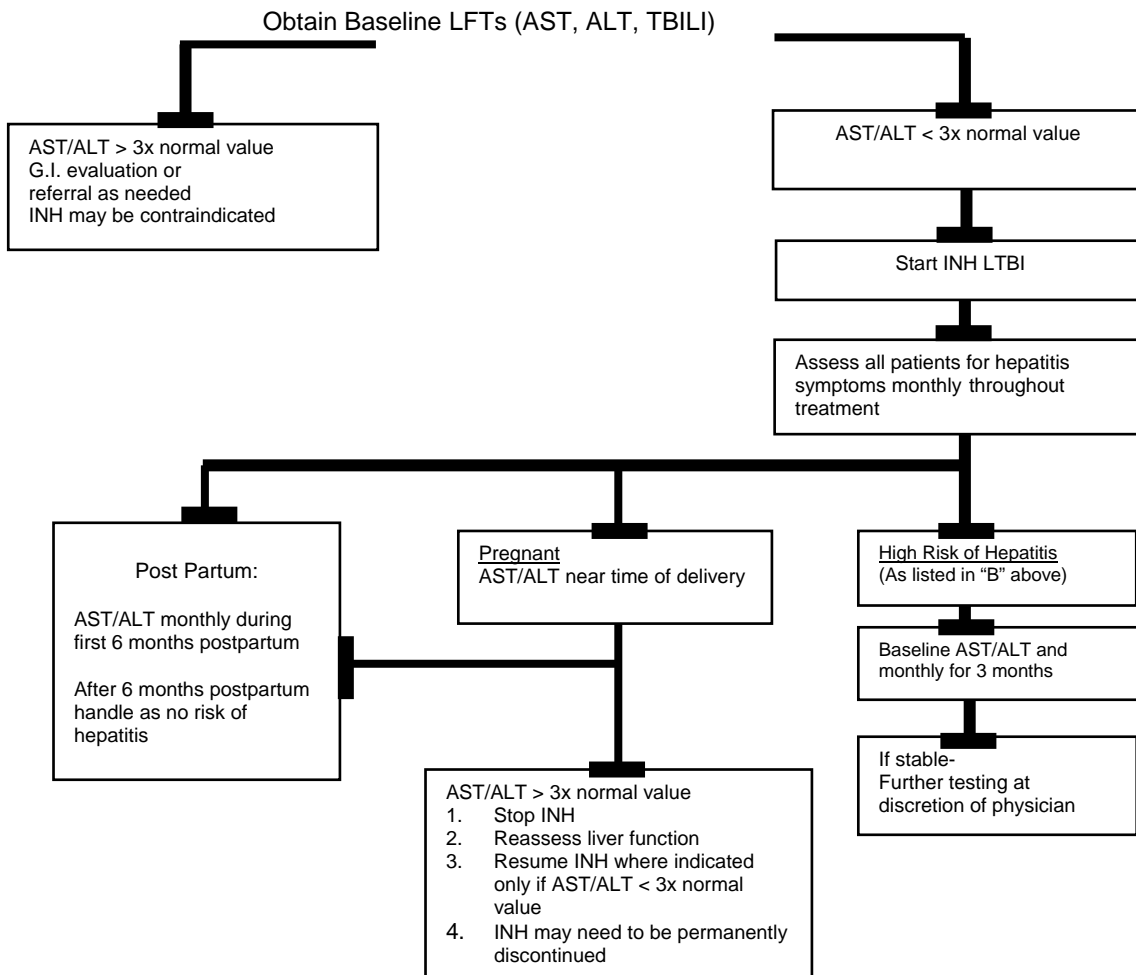 Obtain Baseline LFTs (AST, ALT, TBILI)
AST/ALT > 3x normal value
G.I. evaluation or
referral as needed
INH may be contraindicated
AST/ALT < 3x normal value
Start INH LTBI
Assess all patients for hepatitis
symptoms monthly throughout
treatment
Post Partum:
AST/ALT monthly during
first 6 months postpartum
After 6 months postpartum
handle as no risk of
hepatitis
Pregnant
AST/ALT near time of delivery
High Risk of Hepatitis
(As listed in “B” above)
Baseline AST/ALT and
monthly for 3 months
If stable-
Further testing at
discretion of physician
AST/ALT > 3x normal value
1. Stop INH
2. Reassess liver function
3. Resume INH where indicated
only if AST/ALT < 3x normal
value
4. INH may need to be permanently
discontinued